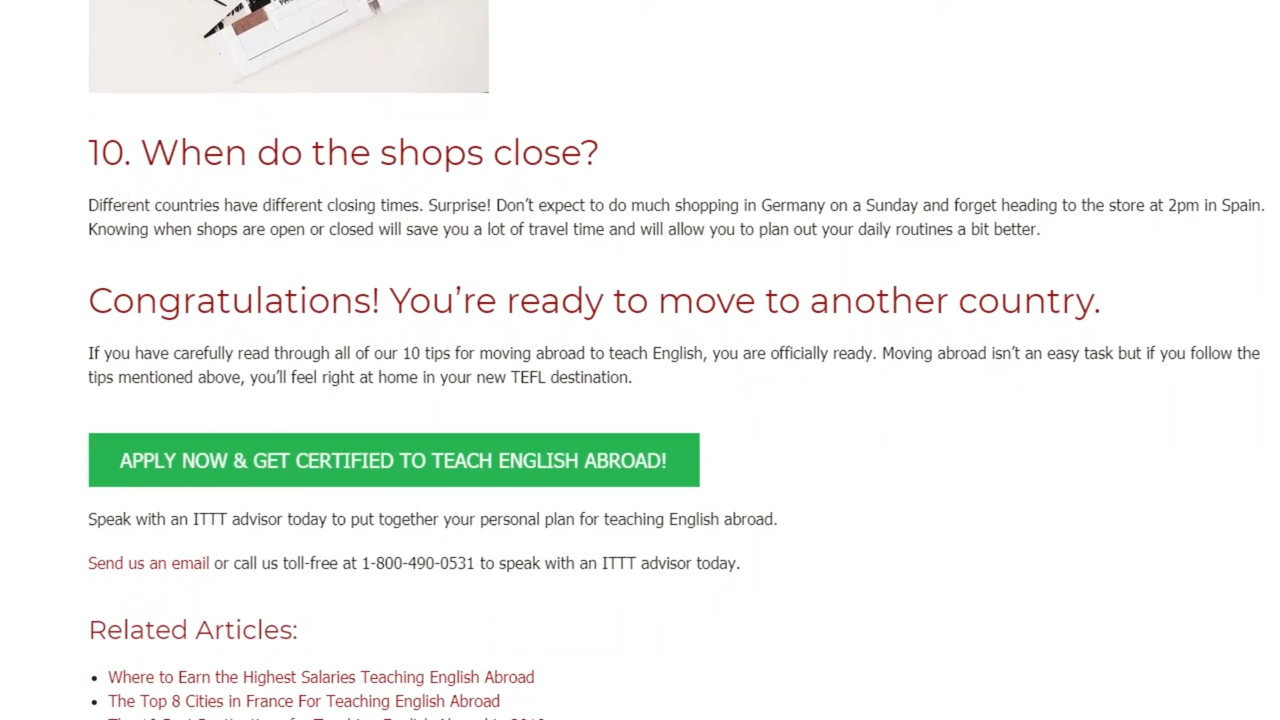 10. When do the shops close?
Different countries have different closing times. Surprise! Don’t expect to do much shopping in Germany on a Sunday and forget heading to the store at 2pm in Spain.
Knowing when shops are open or closed will save you a lot of travel time and will allow you to plan out your daily routines a bit better.
Congratulations! You’re ready to move to another country.
If you have carefully read through all of our 10 tips for moving abroad to teach English, you are officially ready. Moving abroad isn’t an easy task but if you follow the
tips mentioned above, you’ll feel right at home in your new TEFL destination.
APPLY NOW & GET CERTIFIED TO TEACH ENGLISH ABROAD!
Speak with an ITTT advisor today to put together your personal plan for teaching English abroad.
Send us an email or call us toll-free at 1-800-490-0531 to speak with an ITTT advisor today.
Related Articles:
• Where to Earn the Highest Salaries Teaching English Abroad
• The Top 8 Cities in France For Teaching English Abroad